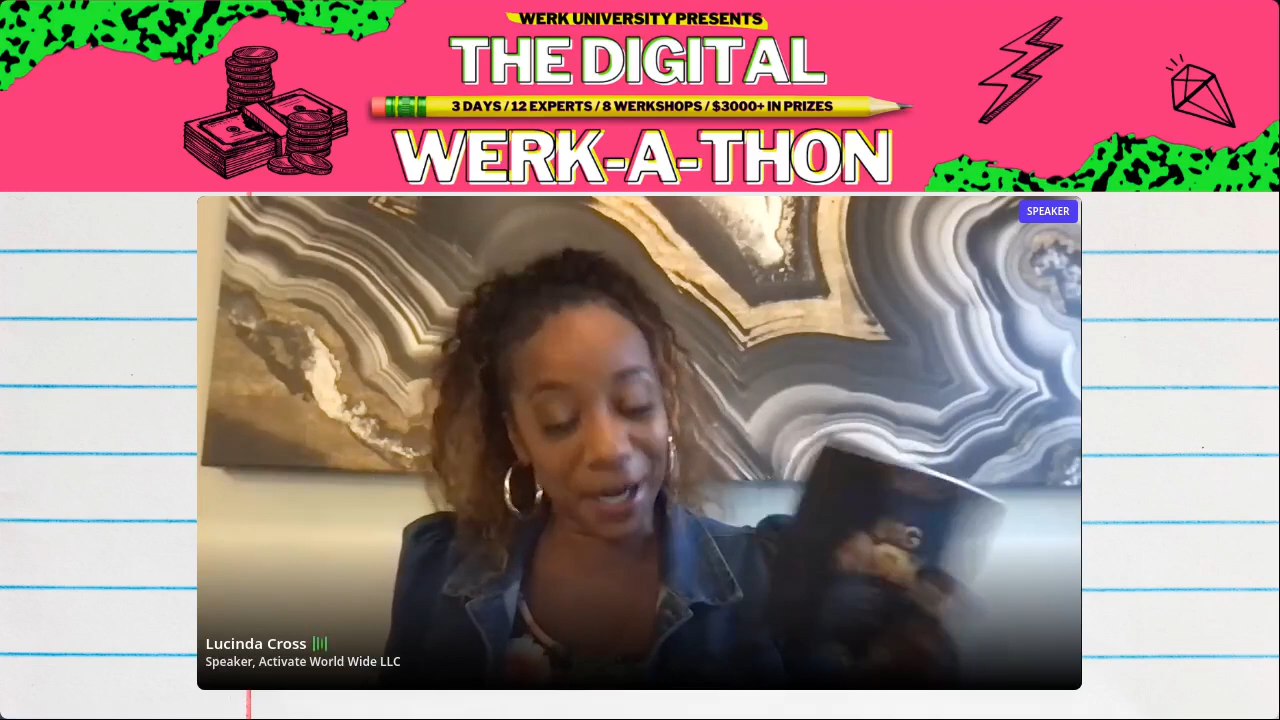 WERK UNIVERSITY PRESENTS
THE DIGITAL
3 DAYS / 12 EXPERTS / 8 WERKSHOPS / $3000+ IN PRIZES
WERK-A-THON
SPEAKER
Lucinda Cross
Speaker, Activate World Wide LLC